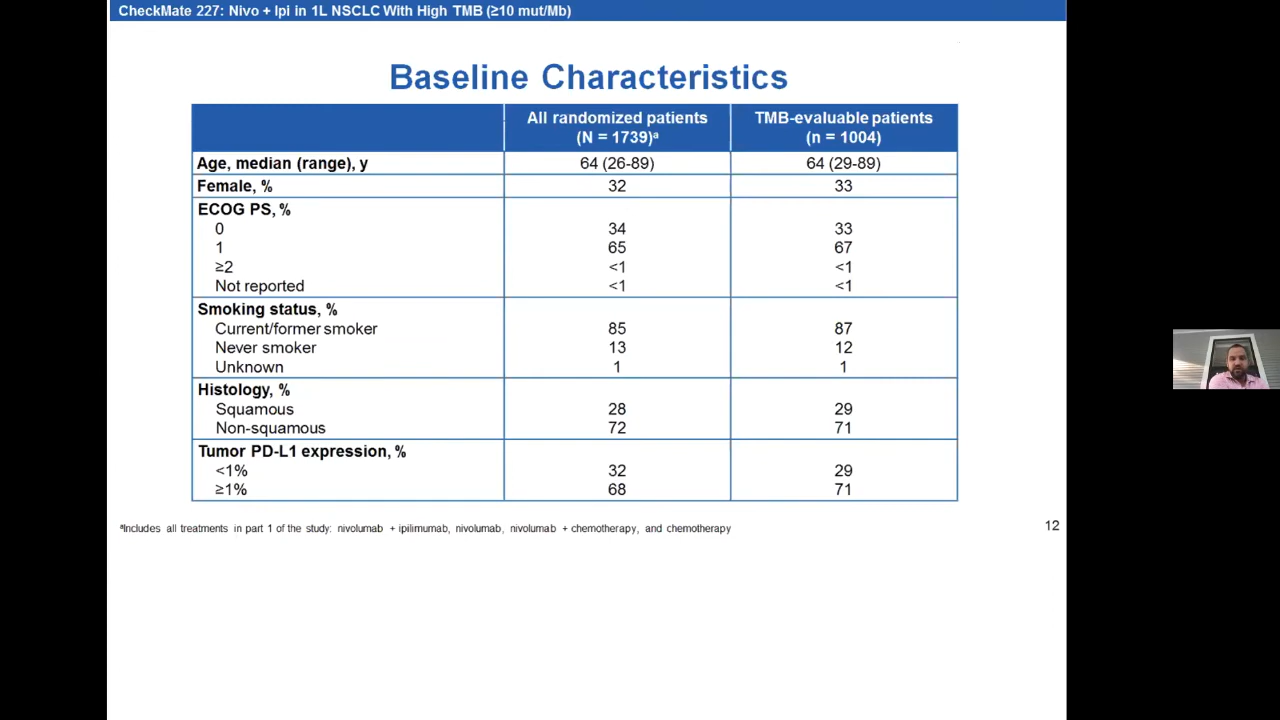 CheckMate 227: Nivo + Ipi in 1L NSCLC With High TMB (≥10 mut/Mb)
Baseline Characteristics
All randomized patients (N = 1739)ᵃ TMB-evaluable patients (n = 1004)
Age, median (range), y 64 (26-89) 64 (29-89)
Female, % 32 33
ECOG PS, %
0 34 33
1 65 67
≥2 <1 <1
Not reported <1 <1
Smoking status, %
Current/former smoker 85 87
Never smoker 13 12
Unknown 1 1
Histology, %
Squamous 28 29
Non-squamous 72 71
Tumor PD-L1 expression, %
<1% 32 29
≥1% 68 71
ᵃIncludes all treatments in part 1 of the study: nivolumab + ipilimumab, nivolumab, nivolumab + chemotherapy, and chemotherapy
12